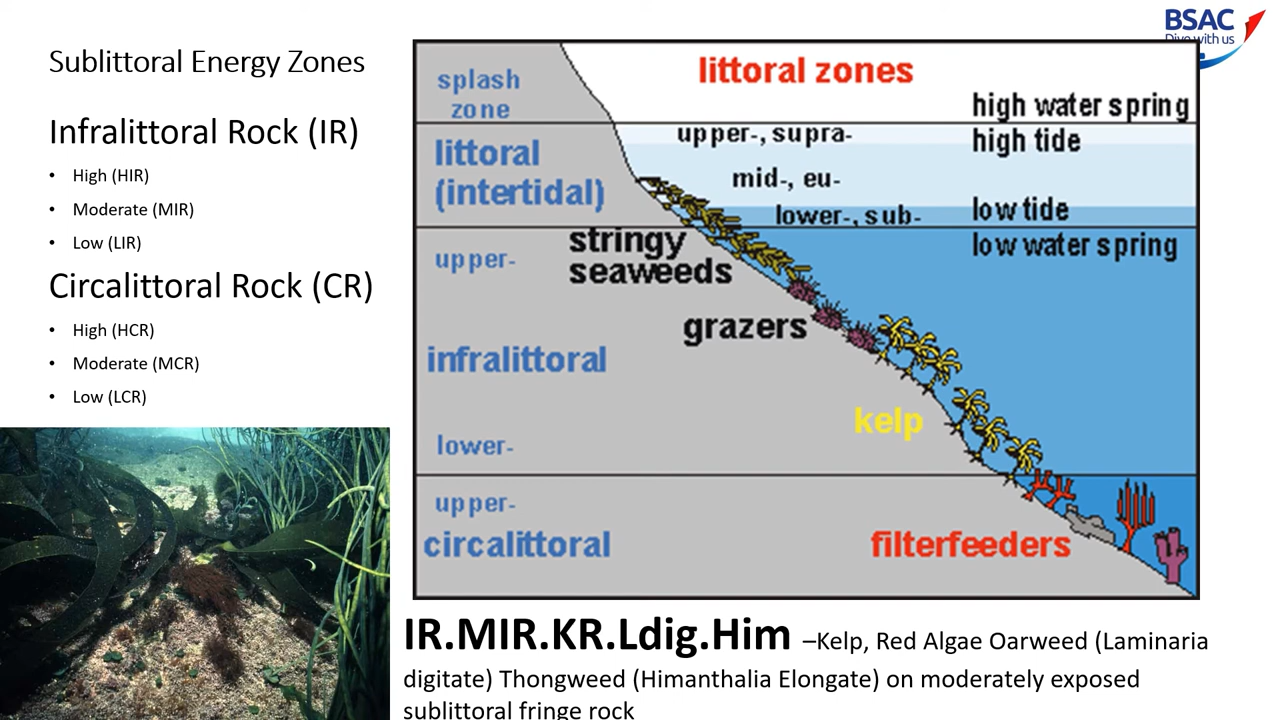 Sublittoral Energy Zones
Infralittoral Rock (IR)
• High (HIR)
• Moderate (MIR)
• Low (LIR)
Circalittoral Rock (CR)
• High (HCR)
• Moderate (MCR)
• Low (LCR)
BSAC
Dive with us
littoral zones
splash
zone
high water spring
upper-, supra-
high tide
littoral
(intertidal)
mid-, eu-
lower-, sub-
low tide
low water spring
stringy
seaweeds
upper-
grazers
infralittoral
kelp
lower-
upper-
circalittoral
filterfeeders
IR.MIR.KR.Ldig.Him –Kelp, Red Algae Oarweed (Laminaria
digitate) Thongweed (Himanthalia Elongate) on moderately exposed
sublittoral fringe rock